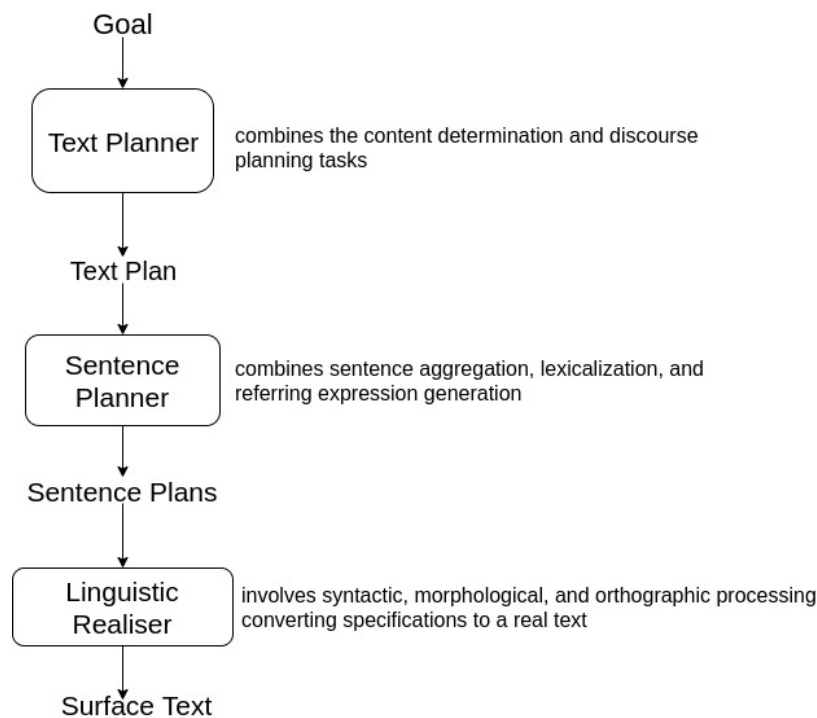 Goal
Text Planner
combines the content determination and discourse
planning tasks
Text Plan
Sentence
Planner
combines sentence aggregation, lexicalization, and
referring expression generation
Sentence Plans
Linguistic
Realiser
involves syntactic, morphological, and orthographic processing
converting specifications to a real text
Surface Text